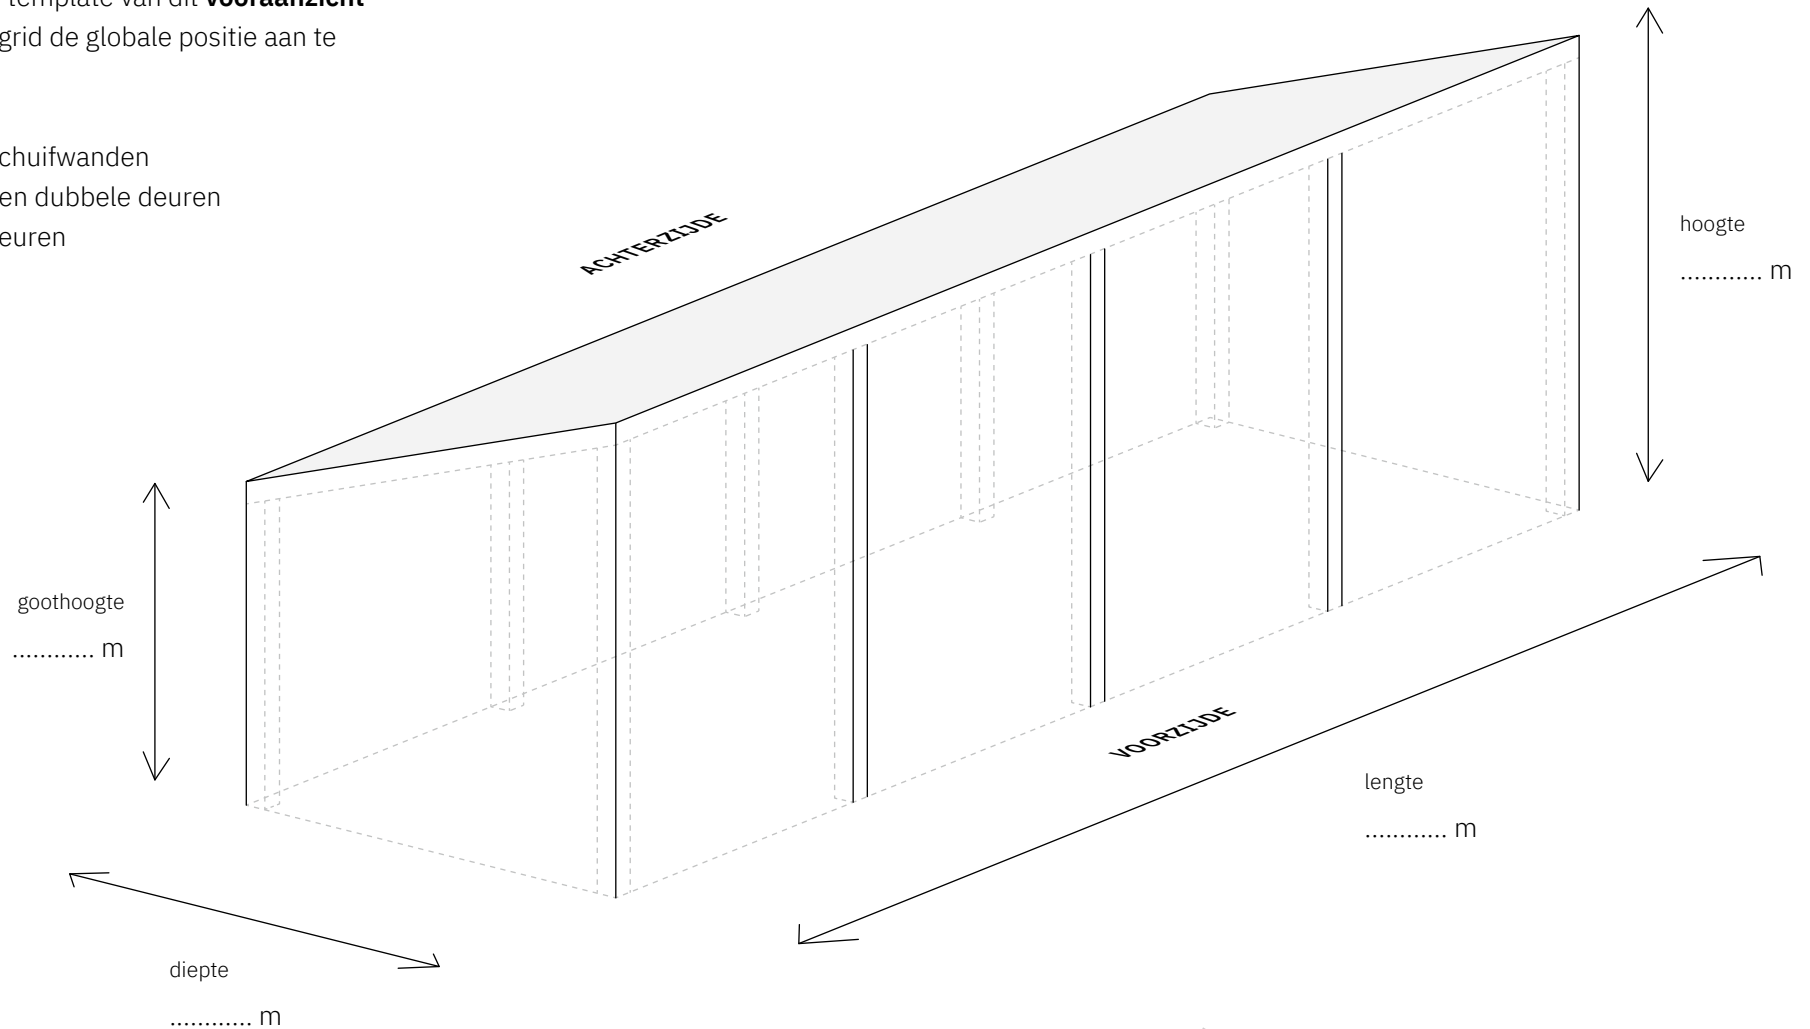 template van dit vooraanzicht
grid de globale positie aan te
chuifwanden
en dubbele deuren
euren
ACHTERZIJDE
hoogte
............ m
goothoogte
............ m
VOORZIJDE
lengte
............ m
diepte
............ m